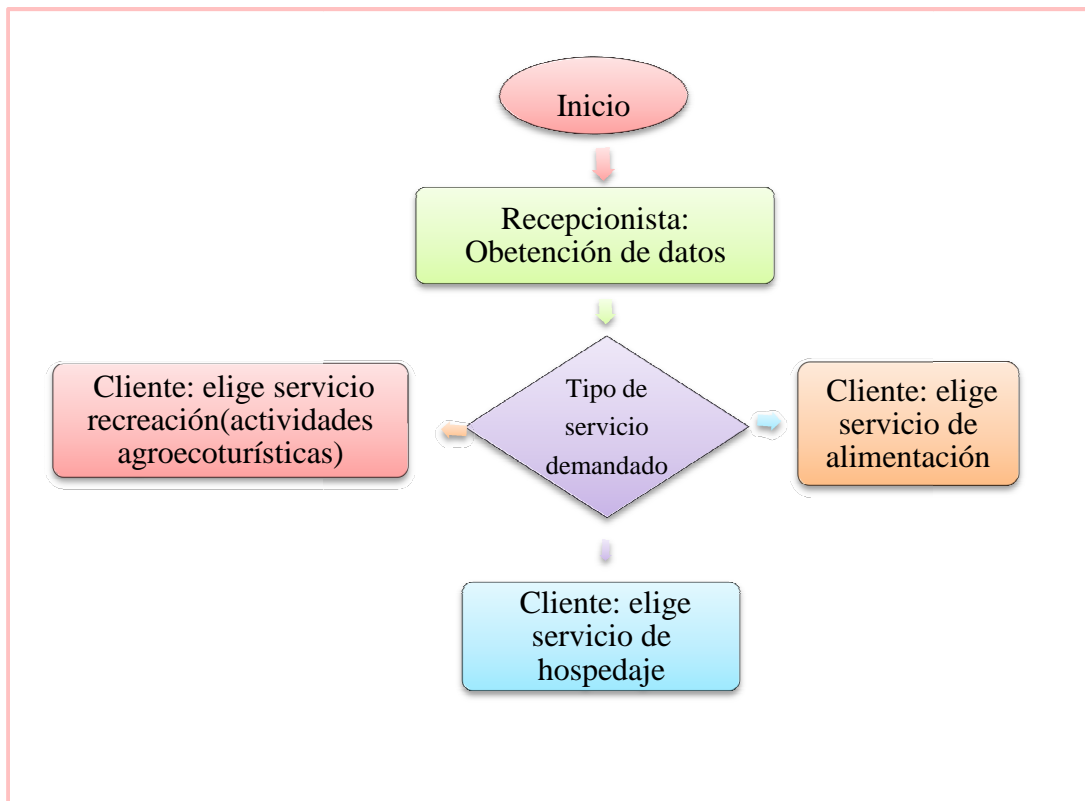 Inicio
Recepcionista:
Obetención de datos
Cliente: elige servicio
recreación(actividades
agroecoturísticas)
Tipo de
servicio
demandado
Cliente: elige
servicio de
alimentación
Cliente: elige
servicio de
hospedaje